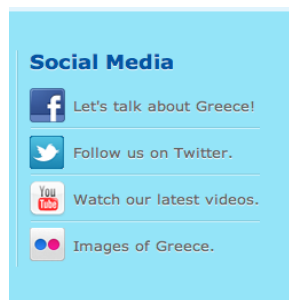 Social Media
f Let's talk about Greece!
Follow us on Twitter.
You
Tube Watch our latest videos.
Images of Greece.